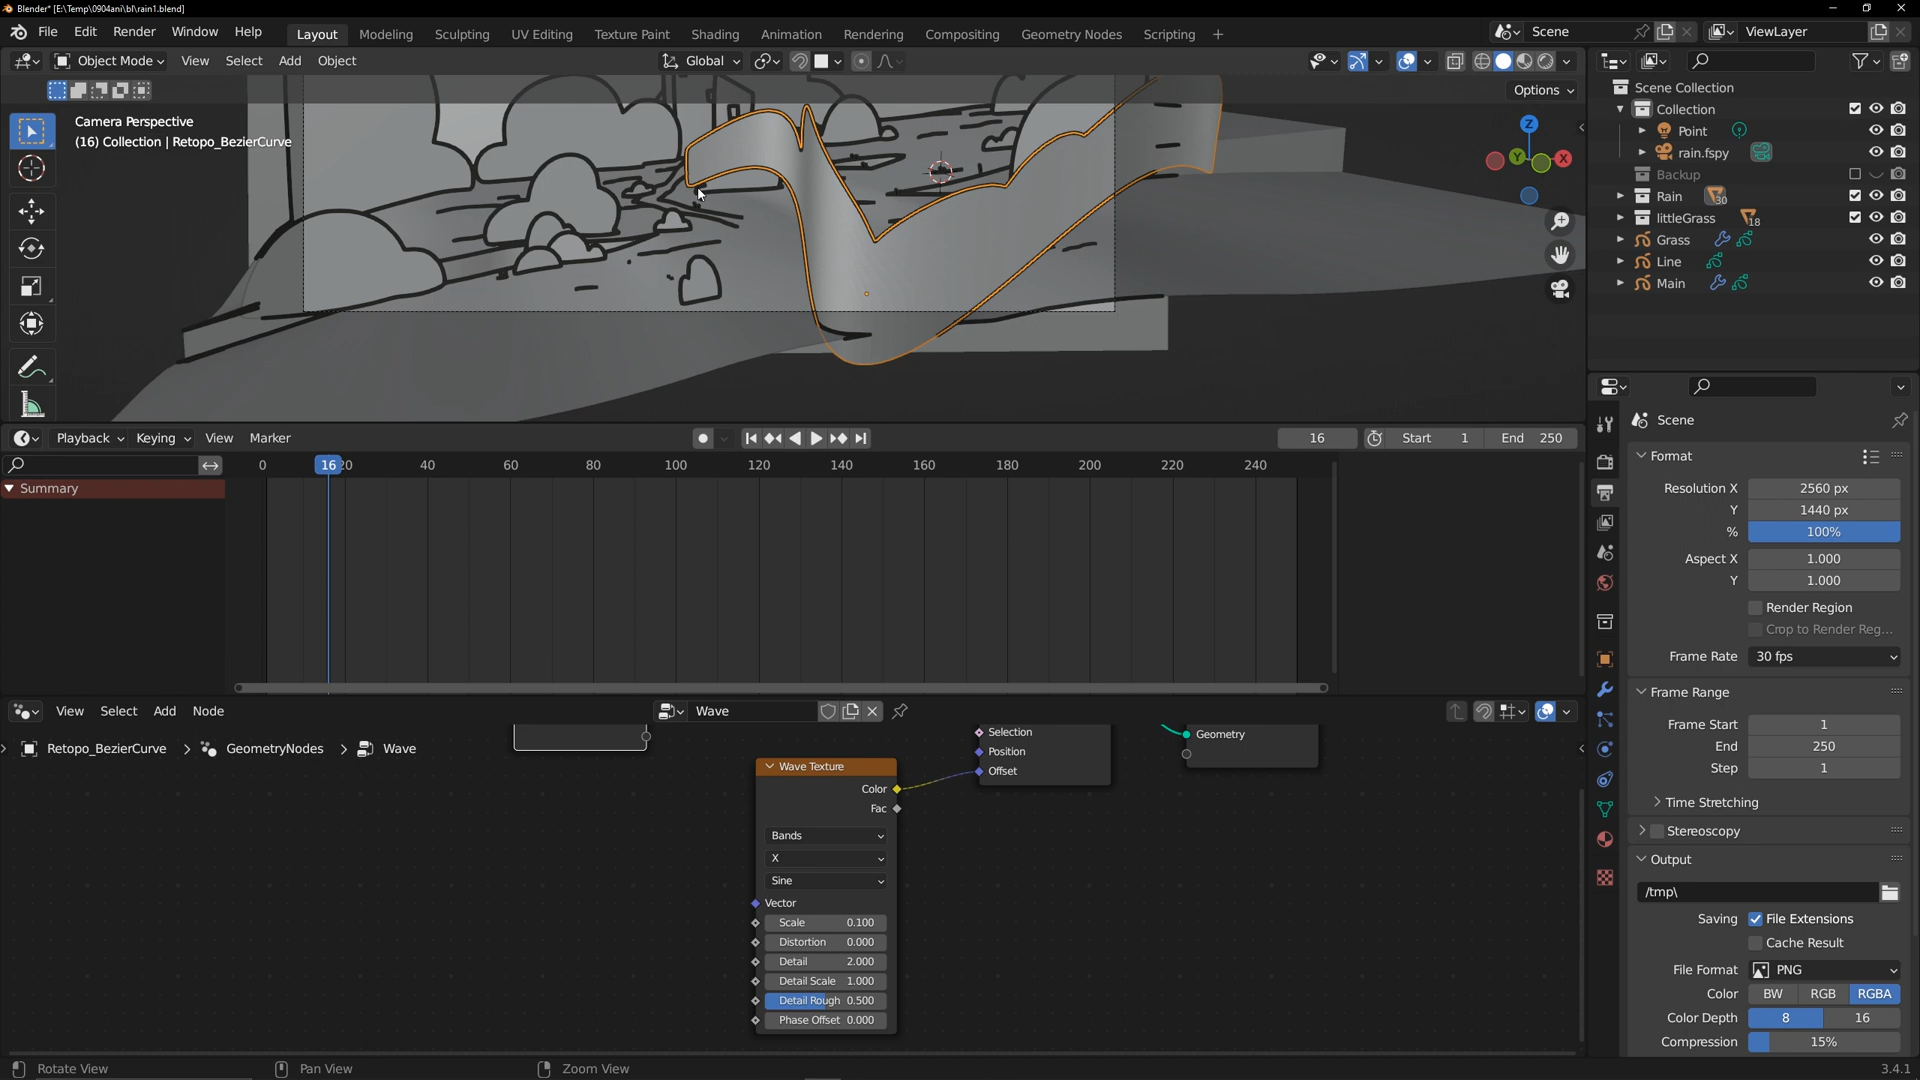 Blender* [E:\Temp\0904ani\bl\rain1.blend]
File Edit Render Window Help Layout Modeling Sculpting UV Editing Texture Paint Shading Animation Rendering Compositing Geometry Nodes Scripting + Scene ViewLayer
Object Mode View Select Add Object Global
Options
Camera Perspective
(16) Collection | Retopo_BezierCurve
Z
Y
X
Scene Collection
Collection
Point
rain.fspy
Backup
Rain 30
littleGrass 18
Grass
Line
Main
Playback Keying View Marker 16 Start 1 End 250
0 16 20 40 60 80 100 120 140 160 180 200 220 240
Summary
View Select Add Node Wave
Retopo_BezierCurve > GeometryNodes > Wave
Selection
Position
Offset
Geometry
Wave Texture
Color
Fac
Bands
X
Sine
Vector
Scale 0.100
Distortion 0.000
Detail 2.000
Detail Scale 1.000
Detail Rough 0.500
Phase Offset 0.000
Scene
Format
Resolution X 2560 px
Y 1440 px
% 100%
Aspect X 1.000
Y 1.000
Render Region
Crop to Render Reg...
Frame Rate 30 fps
Frame Range
Frame Start 1
End 250
Step 1
Time Stretching
Stereoscopy
Output
/tmp\
Saving File Extensions
Cache Result
File Format PNG
Color BW RGB RGBA
Color Depth 8 16
Compression 15%
Rotate View Pan View Zoom View 3.4.1